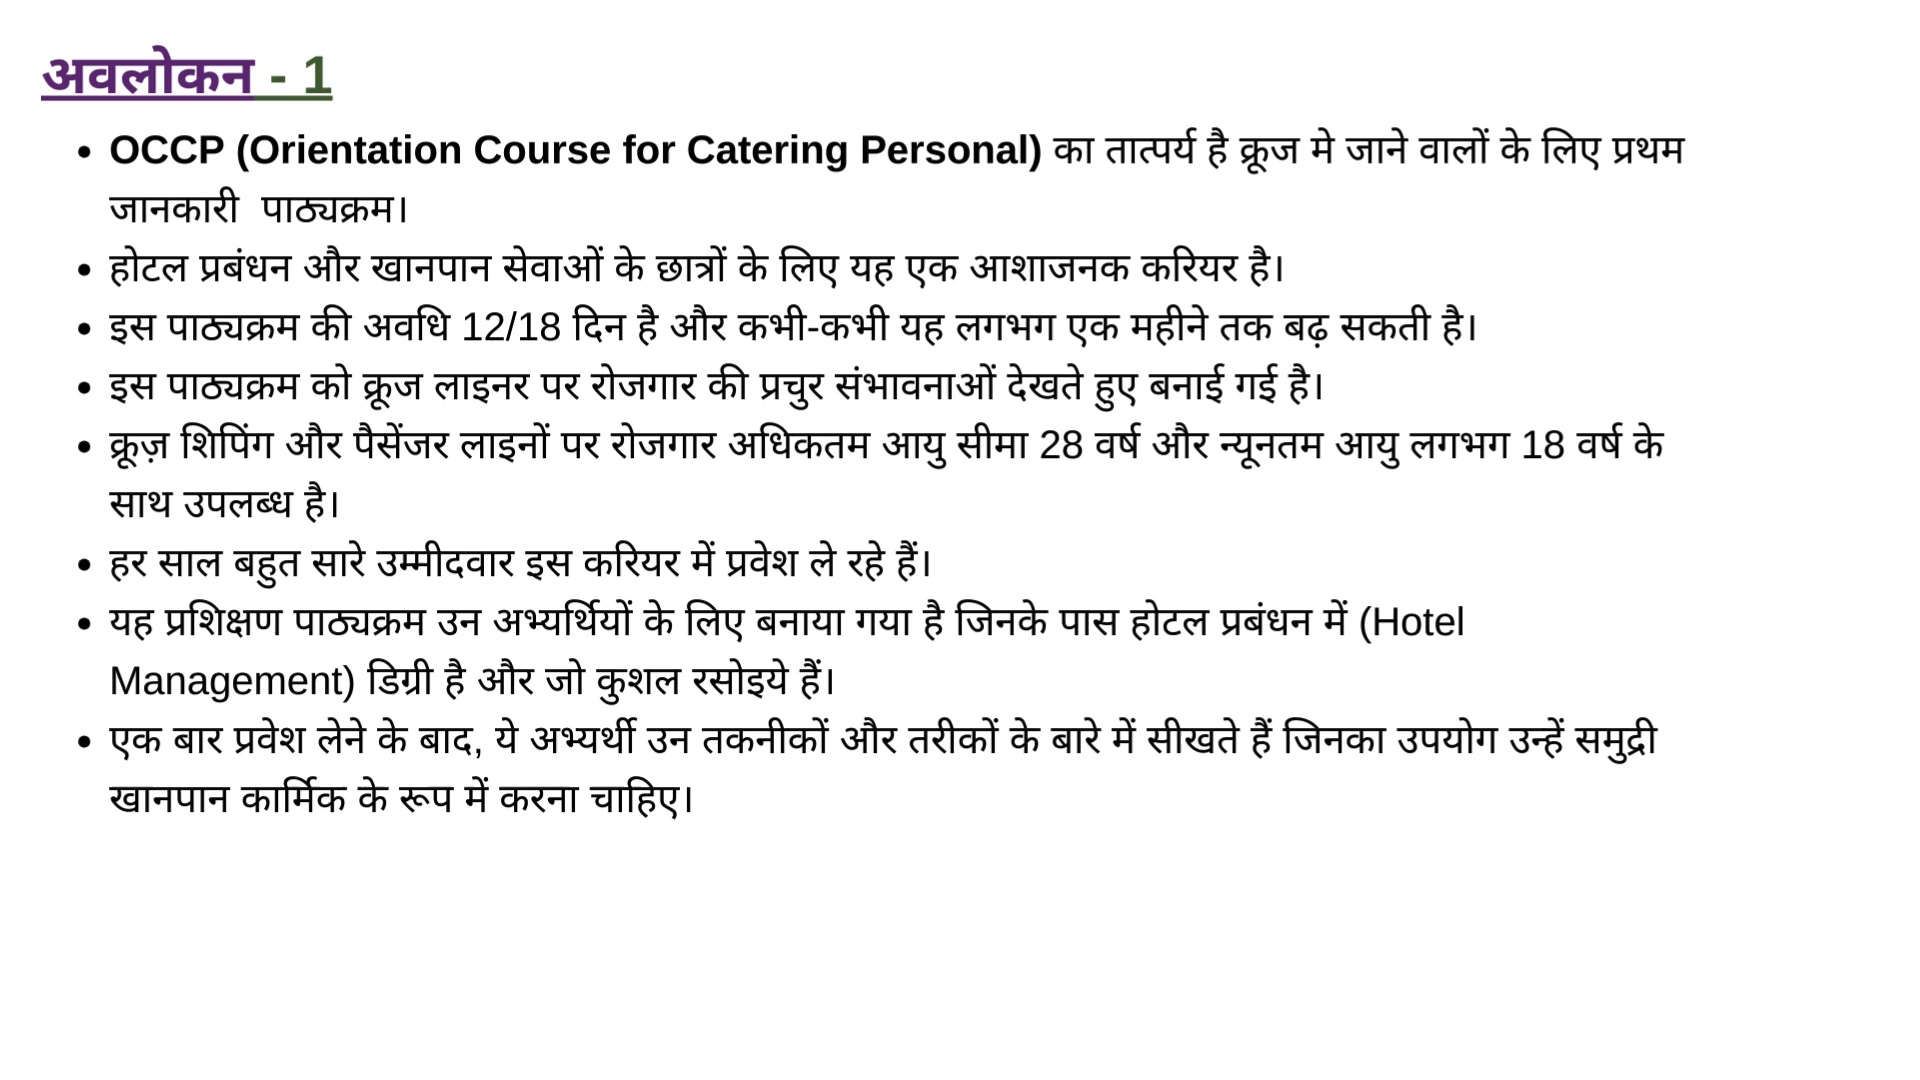 अवलोकन - 1
• OCCP (Orientation Course for Catering Personal) का तात्पर्य है क्रूज मे जाने वालों के लिए प्रथम
जानकारी  पाठ्यक्रम।
• होटल प्रबंधन और खानपान सेवाओं के छात्रों के लिए यह एक आशाजनक करियर है।
• इस पाठ्यक्रम की अवधि 12/18 दिन है और कभी-कभी यह लगभग एक महीने तक बढ़ सकती है।
• इस पाठ्यक्रम को क्रूज लाइनर पर रोजगार की प्रचुर संभावनाओं देखते हुए बनाई गई है।
• क्रूज़ शिपिंग और पैसेंजर लाइनों पर रोजगार अधिकतम आयु सीमा 28 वर्ष और न्यूनतम आयु लगभग 18 वर्ष के
साथ उपलब्ध है।
• हर साल बहुत सारे उम्मीदवार इस करियर में प्रवेश ले रहे हैं।
• यह प्रशिक्षण पाठ्यक्रम उन अभ्यर्थियों के लिए बनाया गया है जिनके पास होटल प्रबंधन में (Hotel
Management) डिग्री है और जो कुशल रसोइये हैं।
• एक बार प्रवेश लेने के बाद, ये अभ्यर्थी उन तकनीकों और तरीकों के बारे में सीखते हैं जिनका उपयोग उन्हें समुद्री
खानपान कार्मिक के रूप में करना चाहिए।